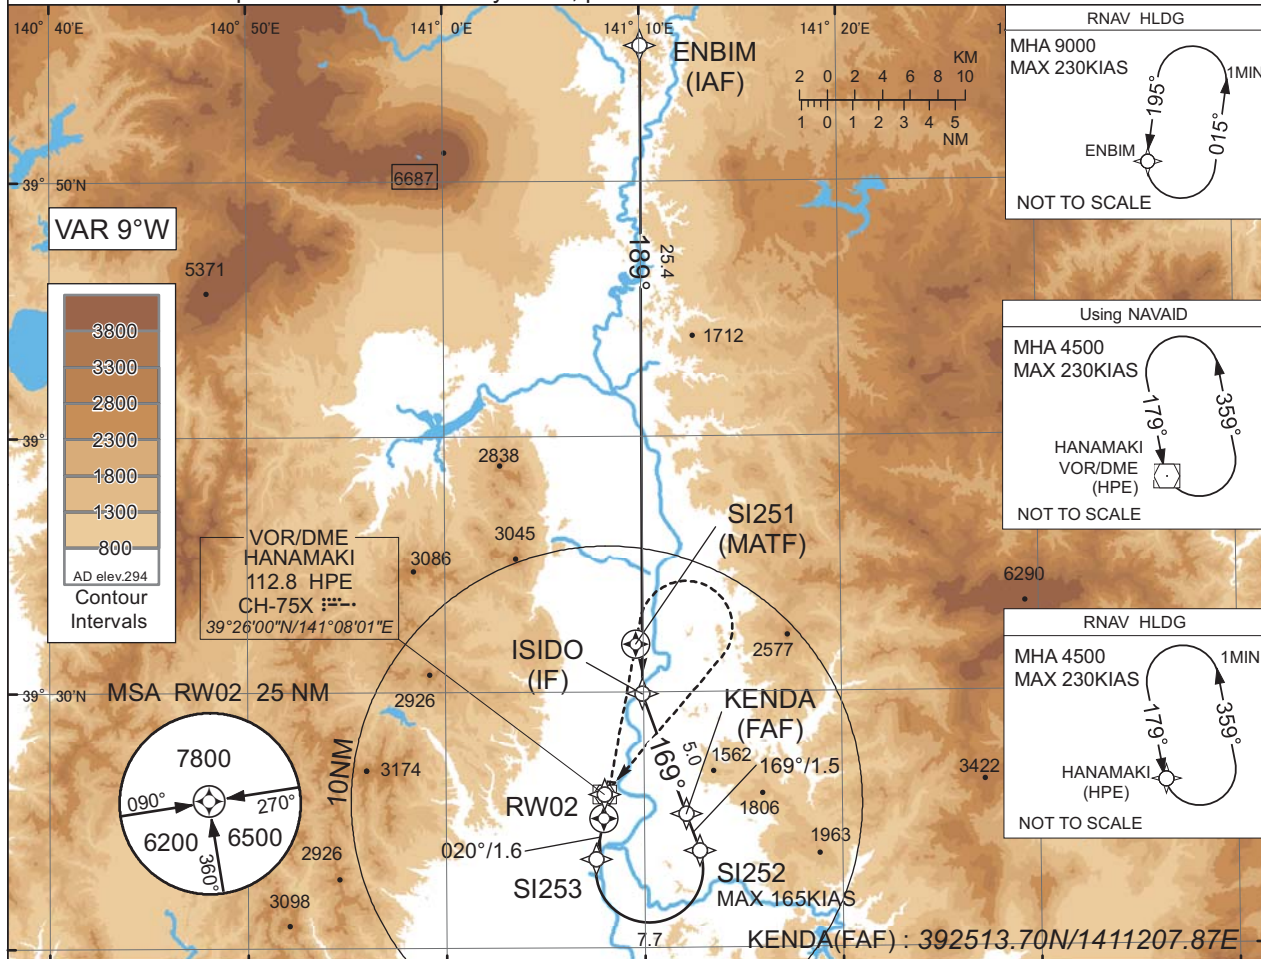 140° 40'E
140° 50'E
141° 0'E
141° 10'E
141° 20'E
ENBIM
(IAF)
KM
2 0 2 4 6 8 10
1 0 1 2 3 4 5
NM
RNAV HLDG
MHA 9000
MAX 230KIAS
1MIN
195°
015°
ENBIM
NOT TO SCALE
39° 50'N
6687
VAR 9°W
5371
189°
25.4
1712
3800
3300
2800
2300
1800
1300
800
AD elev.294
Contour
Intervals
Using NAVAID
MHA 4500
MAX 230KIAS
179°
359°
HANAMAKI
VOR/DME
(HPE)
NOT TO SCALE
39°
2838
3045
3086
VOR/DME
HANAMAKI
112.8 HPE
CH-75X
39°26'00"N/141°08'01"E
SI251
(MATF)
6290
2577
ISIDO
(IF)
RNAV HLDG
MHA 4500
MAX 230KIAS
1MIN
179°
359°
HANAMAKI
(HPE)
NOT TO SCALE
39° 30'N
MSA RW02 25 NM
2926
KENDA
(FAF)
7800
090°
270°
6200
6500
360°
10NM
3174
169°
5.0
1562
169°/1.5
1806
3422
RW02
020°/1.6
1963
2926
SI253
SI252
MAX 165KIAS
3098
7.7
KENDA(FAF) : 392513.70N/1411207.87E